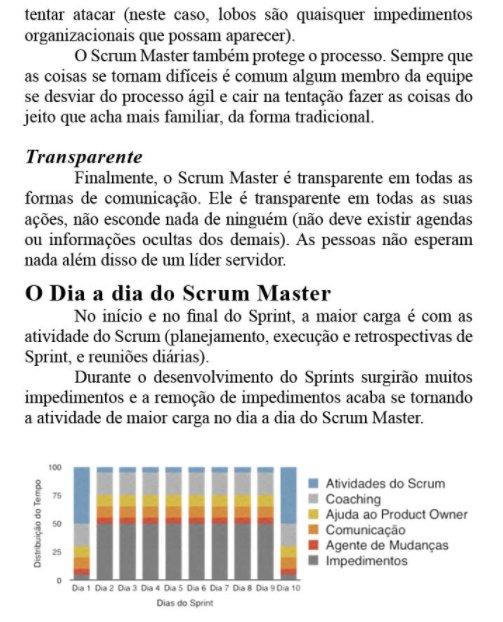 tentar atacar (neste caso, lobos são quaisquer impedimentos
organizacionais que possam aparecer).
O Scrum Master também protege o processo. Sempre que
as coisas se tornam difíceis é comum algum membro da equipe
se desviar do processo ágil e cair na tentação fazer as coisas do
jeito que acha mais familiar, da forma tradicional.
Transparente
Finalmente, o Scrum Master é transparente em todas as
formas de comunicação. Ele é transparente em todas as suas
ações, não esconde nada de ninguém (não deve existir agendas
ou informações ocultas dos demais). As pessoas não esperam
nada além disso de um líder servidor.
O Dia a dia do Scrum Master
No início e no final do Sprint, a maior carga é com as
atividade do Scrum (planejamento, execução e retrospectivas de
Sprint, e reuniões diárias).
Durante o desenvolvimento do Sprints surgirão muitos
impedimentos e a remoção de impedimentos acaba se tornando
a atividade de maior carga no dia a dia do Scrum Master.
Distribuição do Tempo
100
75
50
25
0
Dia 1 Dia 2 Dia 3 Dia 4 Dia 5 Dia 6 Dia 7 Dia 8 Dia 9 Dia 10
Dias do Sprint
Atividades do Scrum
Coaching
Ajuda ao Product Owner
Comunicação
Agente de Mudanças
Impedimentos